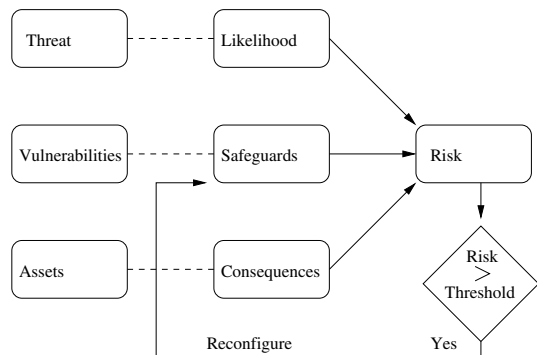 Threat
Likelihood
Vulnerabilities
Safeguards
Risk
Assets
Consequences
Risk
>
Threshold
Reconfigure
Yes